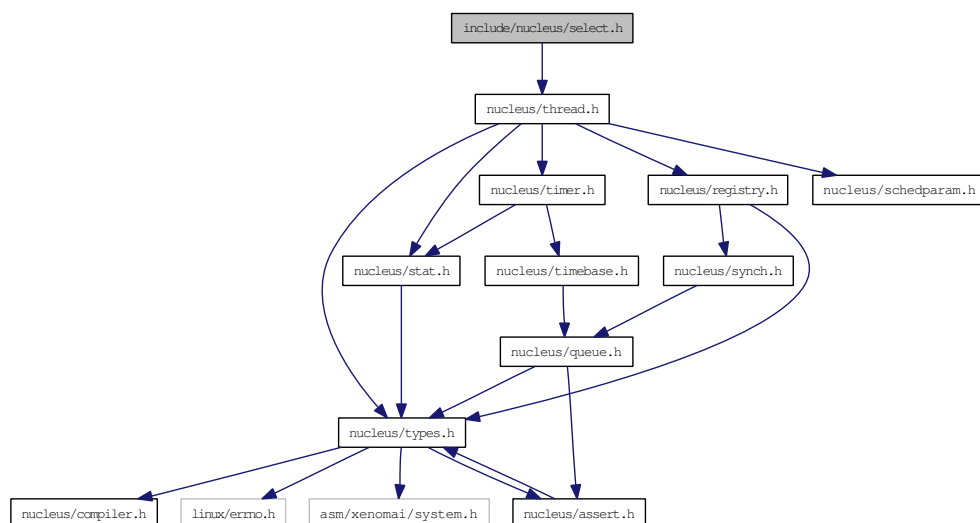 include/nucleus/select.h
nucleus/thread.h
nucleus/timer.h
nucleus/registry.h
nucleus/schedparam.h
nucleus/stat.h
nucleus/timebase.h
nucleus/synch.h
nucleus/queue.h
nucleus/types.h
nucleus/compiler.h
linux/errno.h
asm/xenomai/system.h
nucleus/assert.h